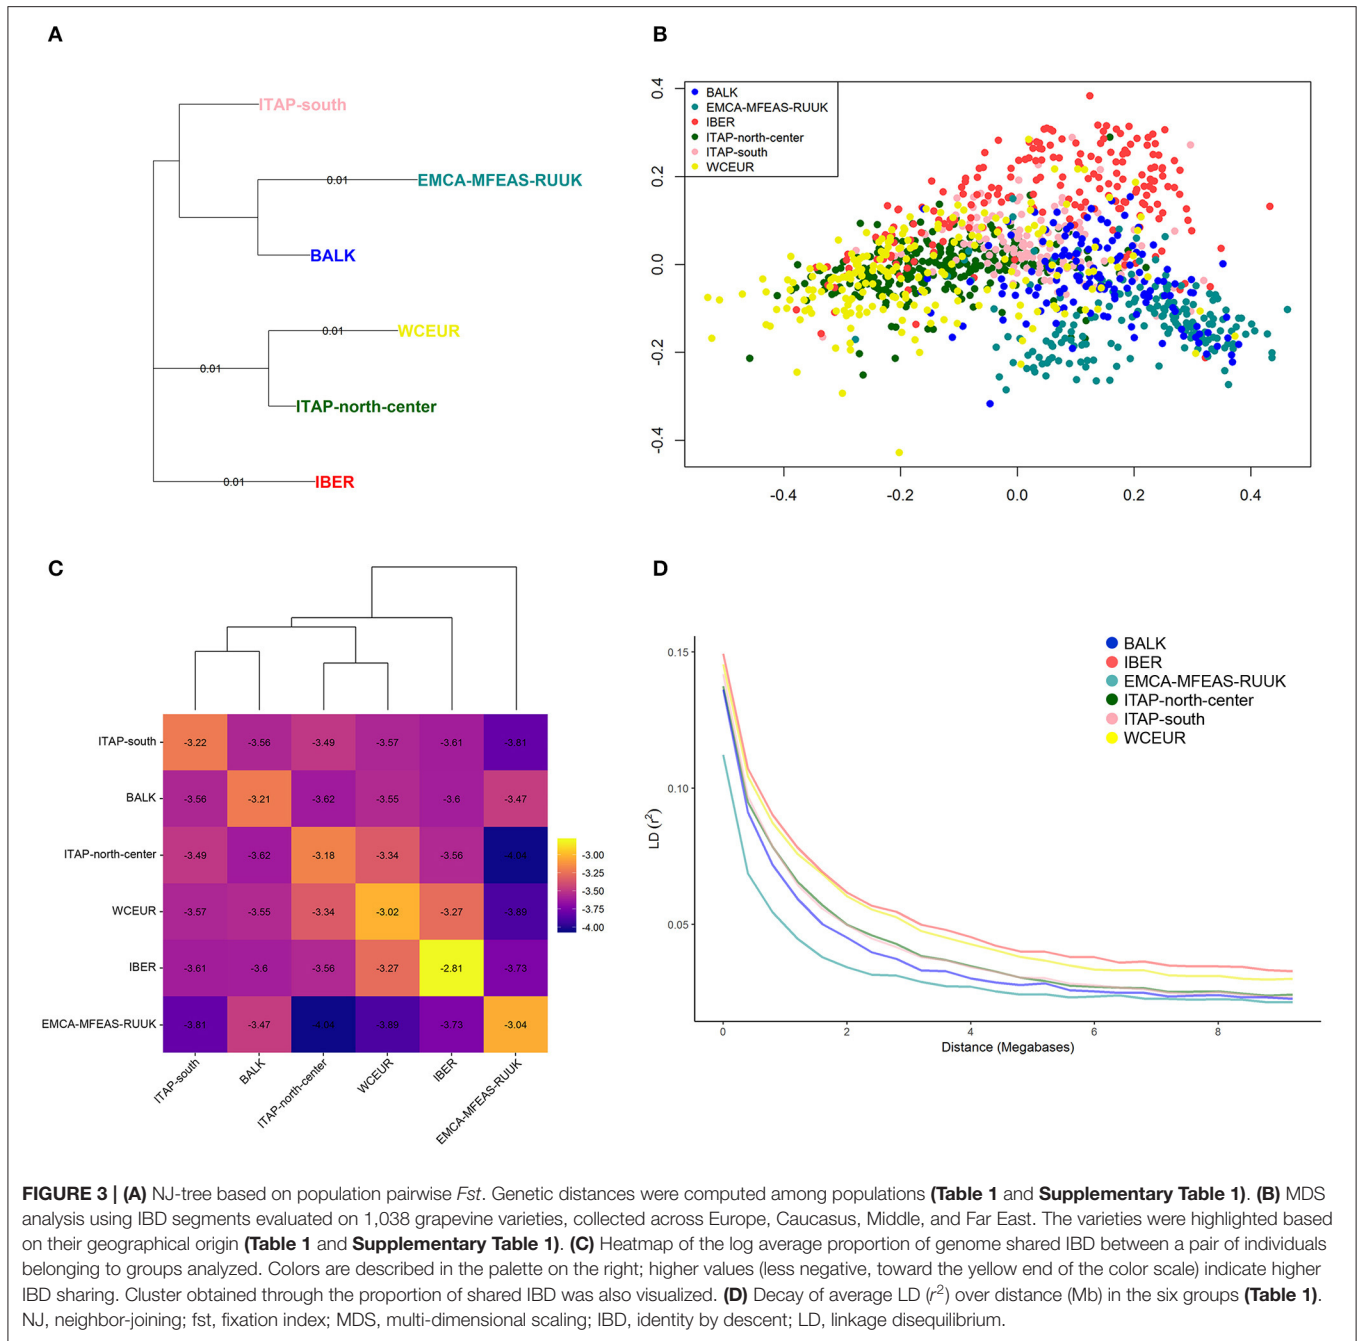 A
ITAP-south
0.01
EMCA-MFEAS-RUUK
BALK
0.01
WCEUR
0.01
ITAP-north-center
0.01
IBER
B
BALK
EMCA-MFEAS-RUUK
IBER
ITAP-north-center
ITAP-south
WCEUR
0.4
0.2
0.0
-0.2
-0.4
-0.4 -0.2 0.0 0.2 0.4
C
ITAP-south -3.22 -3.56 -3.49 -3.57 -3.61 -3.81
BALK -3.56 -3.21 -3.62 -3.55 -3.6 -3.47
ITAP-north-center -3.49 -3.62 -3.18 -3.34 -3.56 -4.04
WCEUR -3.57 -3.55 -3.34 -3.02 -3.27 -3.89
IBER -3.61 -3.6 -3.56 -3.27 -2.81 -3.73
EMCA-MFEAS-RUUK -3.81 -3.47 -4.04 -3.89 -3.73 -3.04
ITAP-south BALK ITAP-north-center WCEUR IBER EMCA-MFEAS-RUUK
-3.00
-3.25
-3.50
-3.75
-4.00
D
BALK
IBER
EMCA-MFEAS-RUUK
ITAP-north-center
ITAP-south
WCEUR
0.15
0.10
0.05
LD (r²)
0 2 4 6 8
Distance (Megabases)
FIGURE 3 | (A) NJ-tree based on population pairwise Fst. Genetic distances were computed among populations (Table 1 and Supplementary Table 1). (B) MDS
analysis using IBD segments evaluated on 1,038 grapevine varieties, collected across Europe, Caucasus, Middle, and Far East. The varieties were highlighted based
on their geographical origin (Table 1 and Supplementary Table 1). (C) Heatmap of the log average proportion of genome shared IBD between a pair of individuals
belonging to groups analyzed. Colors are described in the palette on the right; higher values (less negative, toward the yellow end of the color scale) indicate higher
IBD sharing. Cluster obtained through the proportion of shared IBD was also visualized. (D) Decay of average LD (r²) over distance (Mb) in the six groups (Table 1).
NJ, neighbor-joining; fst, fixation index; MDS, multi-dimensional scaling; IBD, identity by descent; LD, linkage disequilibrium.